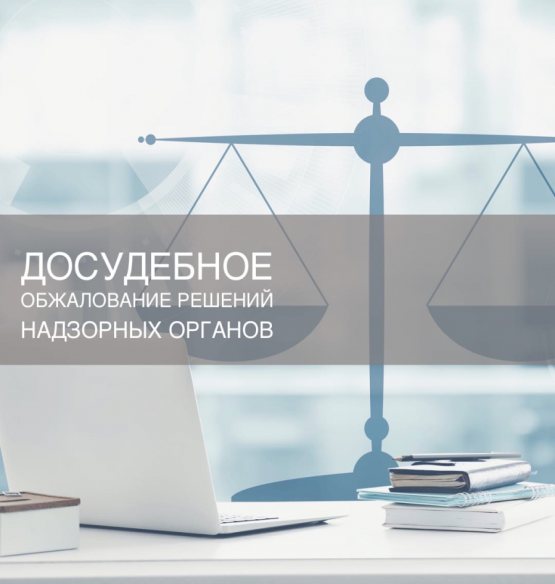 ДОСУДЕБНОЕ
ОБЖАЛОВАНИЕ РЕШЕНИЙ
НАДЗОРНЫХ ОРГАНОВ